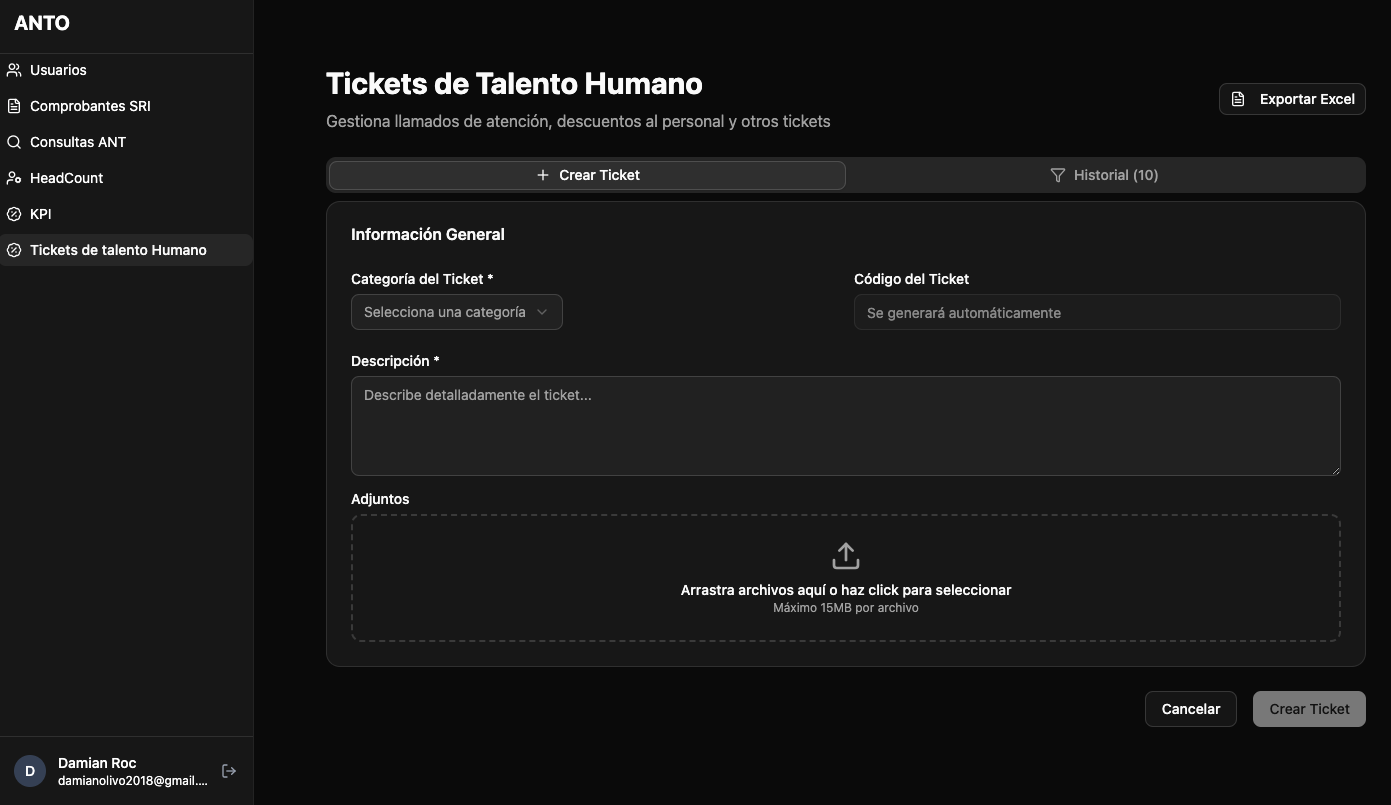 ANTO
Usuarios
Comprobantes SRI
Consultas ANT
HeadCount
KPI
Tickets de talento Humano
Tickets de Talento Humano
Gestiona llamados de atención, descuentos al personal y otros tickets
Exportar Excel
Crear Ticket
Historial (10)
Información General
Categoría del Ticket *
Código del Ticket
Selecciona una categoría
Se generará automáticamente
Descripción *
Describe detalladamente el ticket...
Adjuntos
Arrastra archivos aquí o haz click para seleccionar
Máximo 15MB por archivo
Cancelar
Crear Ticket
D
Damian Roc
damianolivo2018@gmail....